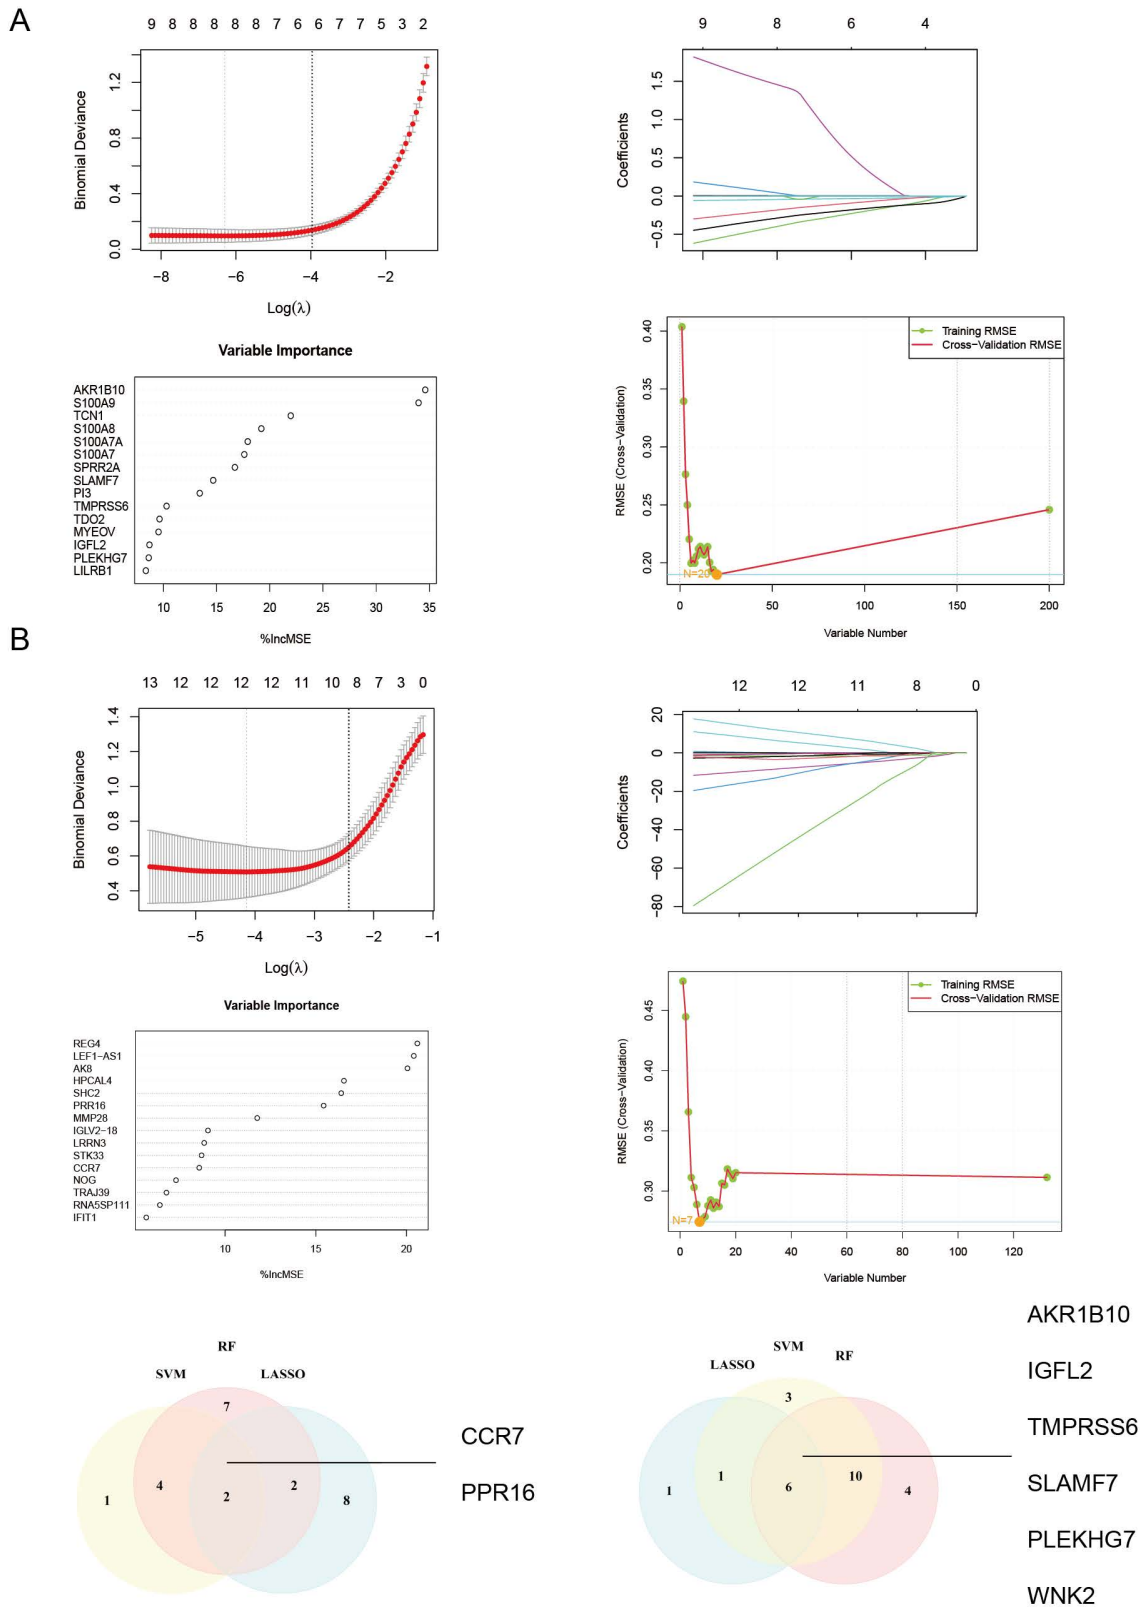 A
9 8 8 8 8 8 7 6 6 7 7 5 3 2
Binomial Deviance
0.0 0.4 0.8 1.2
−8 −6 −4 −2
Log(λ)
9 8 6 4
Coefficients
−0.5 0.0 0.5 1.0 1.5
Variable Importance
AKR1B10
S100A9
TCN1
S100A8
S100A7A
S100A7
SPRR2A
SLAMF7
PI3
TMPRSS6
TDO2
MYEOV
IGFL2
PLEKHG7
LILRB1
10 15 20 25 30 35
%IncMSE
Training RMSE
Cross−Validation RMSE
RMSE (Cross−Validation)
0.20 0.25 0.30 0.35 0.40
N=20
0 50 100 150 200
Variable Number
B
13 12 12 12 12 11 10 8 7 3 0
Binomial Deviance
0.4 0.6 0.8 1.0 1.2 1.4
−5 −4 −3 −2 −1
Log(λ)
12 12 11 8 0
Coefficients
−80 −60 −40 −20 0 20
Variable Importance
REG4
LEF1−AS1
AK8
HPCAL4
SHC2
PRR16
MMP28
IGLV2−18
LRRN3
STK33
CCR7
NOG
TRAJ39
RNA5SP111
IFIT1
10 15 20
%IncMSE
Training RMSE
Cross−Validation RMSE
RMSE (Cross−Validation)
0.30 0.35 0.40 0.45
N=7
0 20 40 60 80 100 120
Variable Number
RF
SVM LASSO
7
4 2
1 2 8
CCR7
PPR16
SVM
LASSO RF
3
1 10
1 6 4
AKR1B10
IGFL2
TMPRSS6
SLAMF7
PLEKHG7
WNK2